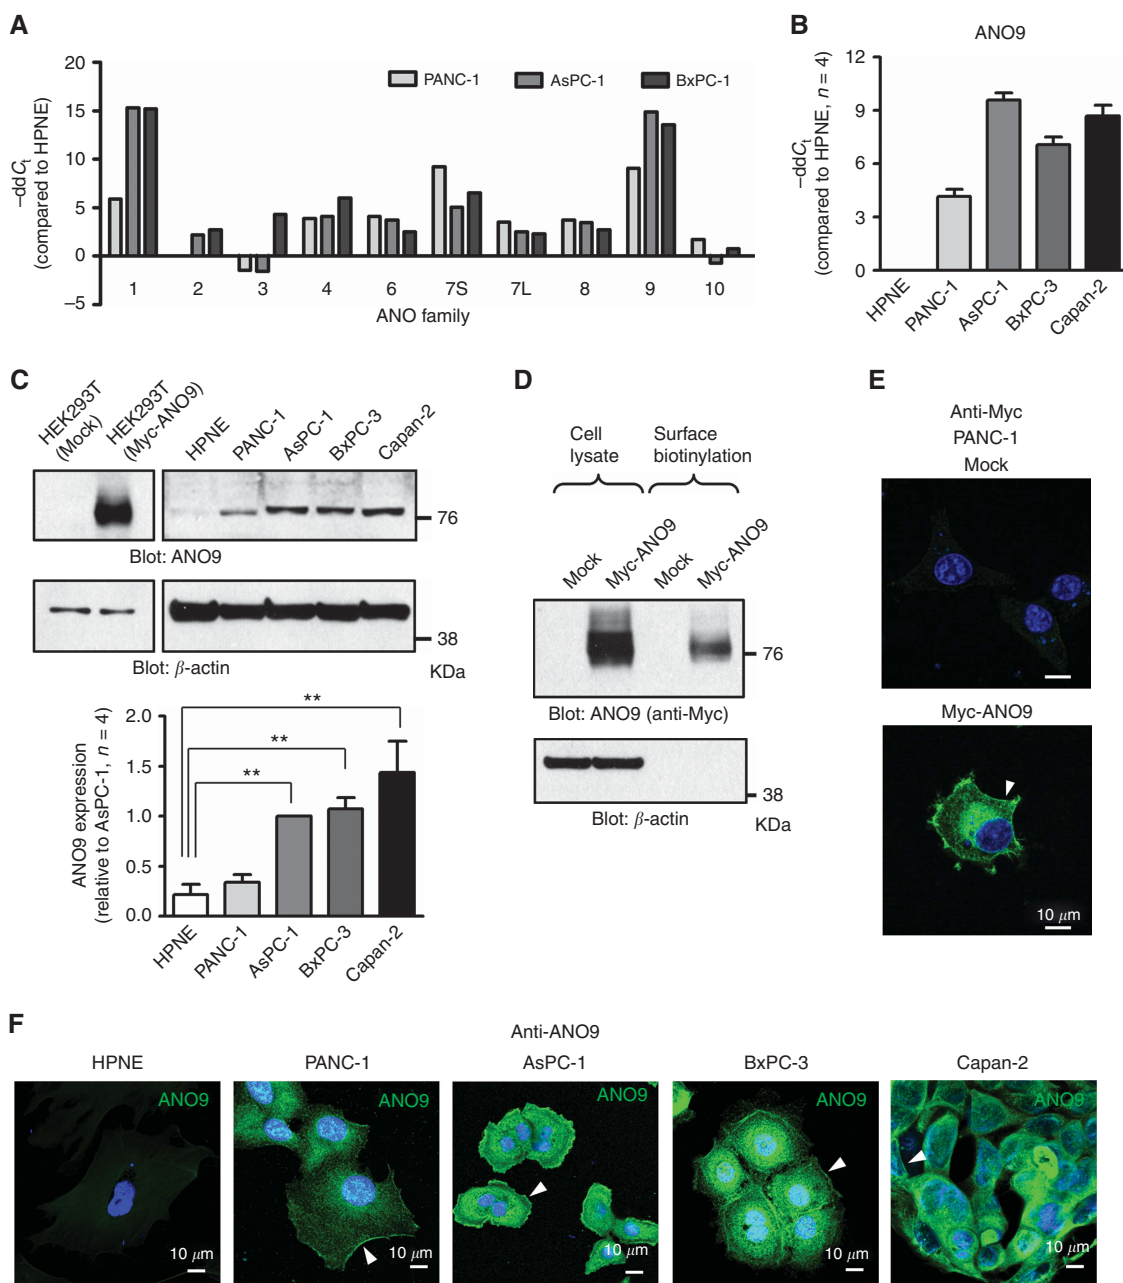 A
20
15
10
5
0
–5
–ddCt
(compared to HPNE)
PANC-1
AsPC-1
BxPC-1
1
2
3
4
6
7S
7L
8
9
10
ANO family
B
ANO9
12
9
6
3
0
–ddCt
(compared to HPNE, n = 4)
HPNE
PANC-1
AsPC-1
BxPC-3
Capan-2
C
HEK293T
(Mock)
HEK293T
(Myc-ANO9)
HPNE
PANC-1
AsPC-1
BxPC-3
Capan-2
76
Blot: ANO9
38
Blot: β-actin
KDa
ANO9 expression
(relative to AsPC-1, n = 4)
2.0
1.5
1.0
0.5
0.0
**
**
**
HPNE
PANC-1
AsPC-1
BxPC-3
Capan-2
D
Cell
lysate
Surface
biotinylation
Mock
Myc-ANO9
Mock
Myc-ANO9
76
Blot: ANO9 (anti-Myc)
38
Blot: β-actin
KDa
E
Anti-Myc
PANC-1
Mock
Myc-ANO9
10 μm
F
Anti-ANO9
HPNE
PANC-1
AsPC-1
BxPC-3
Capan-2
ANO9
ANO9
ANO9
ANO9
ANO9
10 μm
10 μm
10 μm
10 μm
10 μm